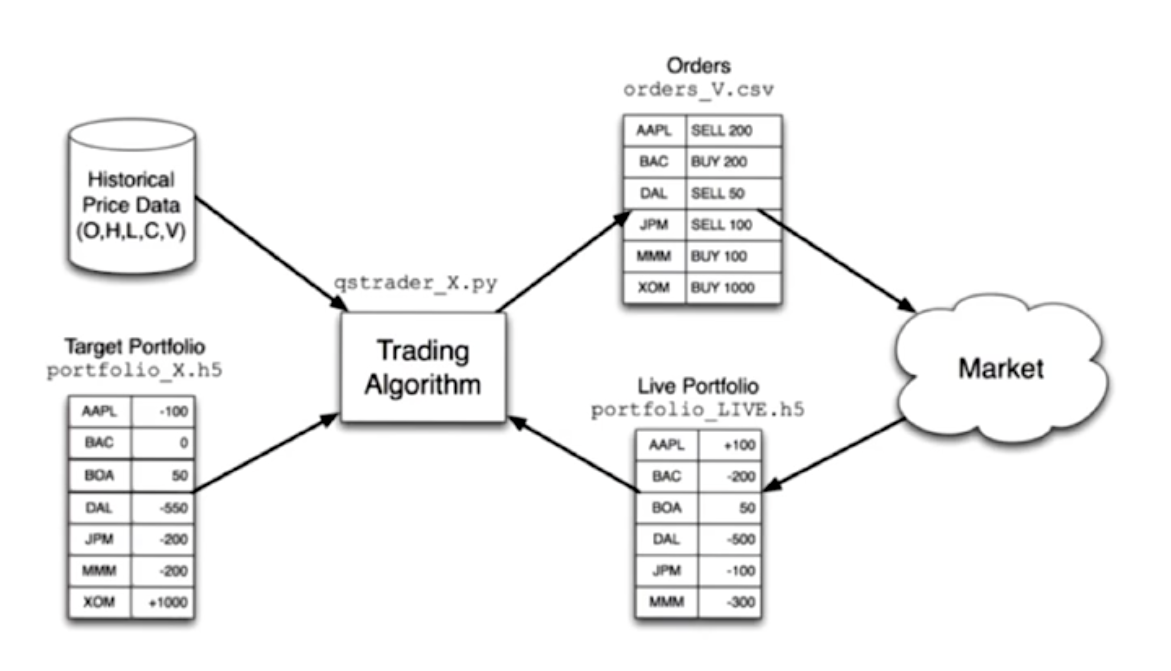 Orders
orders_V.csv
AAPL SELL 200
BAC BUY 200
DAL SELL 50
JPM SELL 100
MMM BUY 100
XOM BUY 1000
Historical
Price Data
(O,H,L,C,V)
qstrader_X.py
Trading
Algorithm
Target Portfolio
portfolio_X.h5
AAPL -100
BAC 0
BOA 50
DAL -550
JPM -200
MMM -200
XOM +1000
Live Portfolio
portfolio_LIVE.h5
AAPL +100
BAC -200
BOA 50
DAL -500
JPM -100
MMM -300
Market